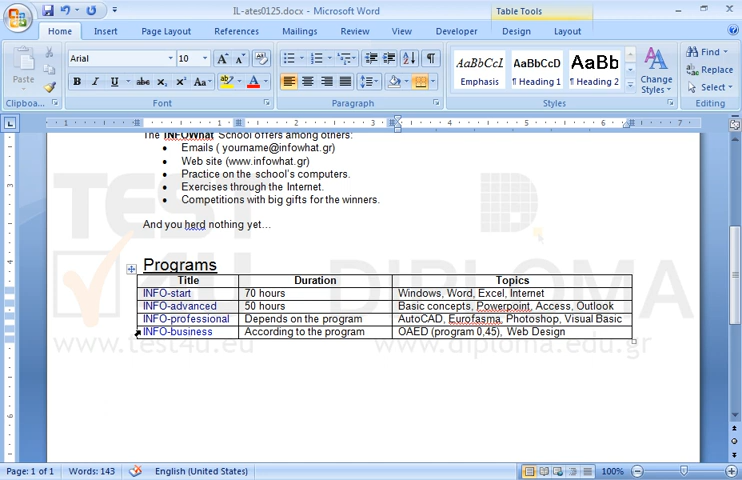 IL-ates0125.docx - Microsoft Word
Table Tools
Home
Insert
Page Layout
References
Mailings
Review
View
Developer
Design
Layout
Paste
Arial
10
AaBbCcL
AaBbCcD
AaBb
Emphasis
¶ Heading 1
¶ Heading 2
Change
Styles
Find
Replace
Select
Clipboa...
Font
Paragraph
Styles
Editing
The INFOWhat School offers among others:
• Emails ( yourname@infowhat.gr)
• Web site (www.infowhat.gr)
• Practice on the school's computers.
• Exercises through the Internet.
• Competitions with big gifts for the winners.
And you herd nothing yet...
Programs
Title Duration Topics
INFO-start 70 hours Windows, Word, Excel, Internet
INFO-advanced 50 hours Basic concepts, Powerpoint, Access, Outlook
INFO-professional Depends on the program AutoCAD, Eurofasma, Photoshop, Visual Basic
INFO-business According to the program OAED (program 0,45), Web Design
TEST
4U
DIPLOMA
www.test4u.eu
www.diploma.edu.gr
Page: 1 of 1
Words: 143
English (United States)
100%